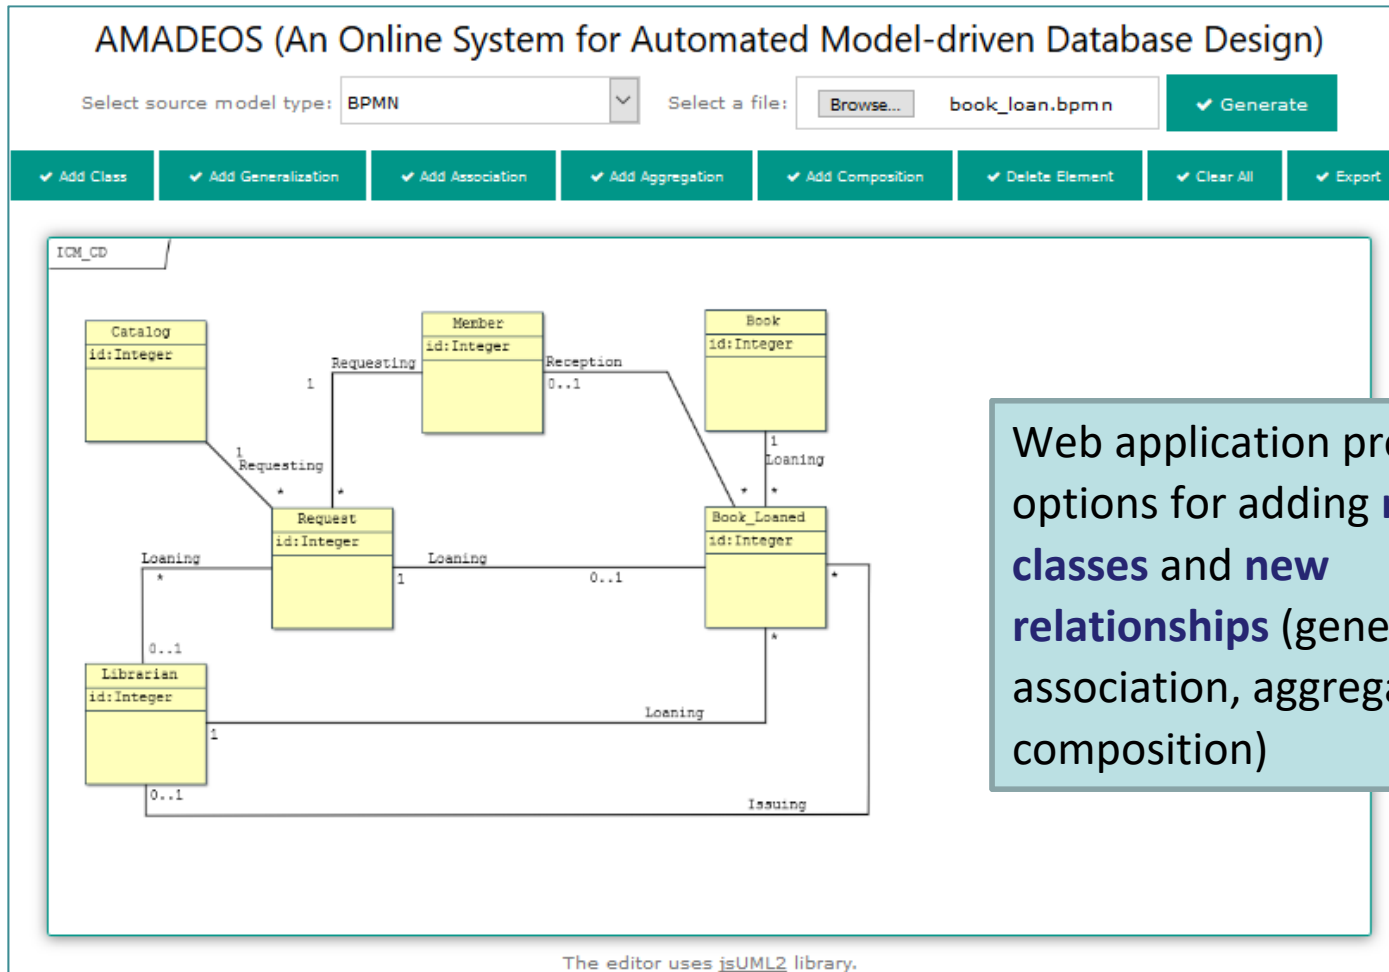 AMADEOS (An Online System for Automated Model-driven Database Design)
Select source model type: BPMN Select a file: Browse... book_loan.bpmn ✔ Generate
✔ Add Class ✔ Add Generalization ✔ Add Association ✔ Add Aggregation ✔ Add Composition ✔ Delete Element ✔ Clear All ✔ Export
ICM_CD
Catalog
id:Integer
Member
id:Integer
Book
id:Integer
Requesting
1
Reception
0..1
1
Loaning
1
Requesting
*
*
*
*
Request
id:Integer
Book_Loaned
id:Integer
Loaning
*
Loaning
1
0..1
*
0..1
*
Librarian
id:Integer
Loaning
1
0..1
Issuing
Web application
options for adding
classes and new
relationships
association,
composition)
The editor uses jsUML2 library.